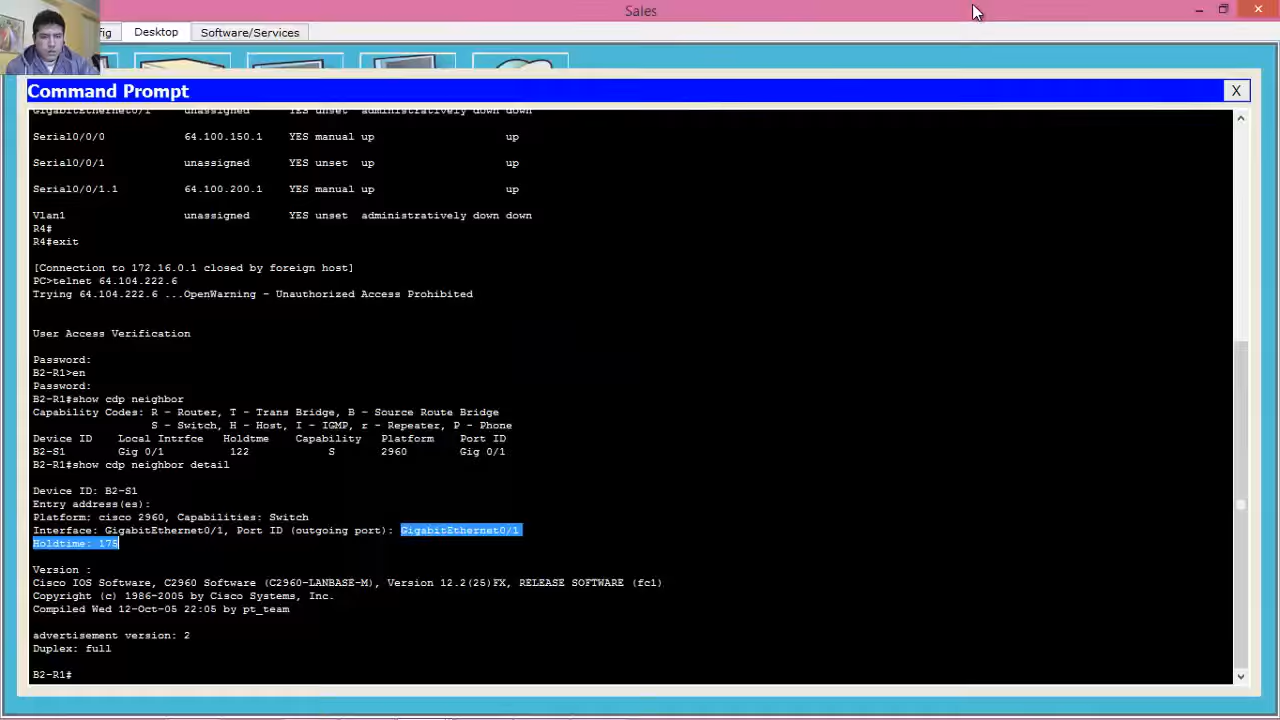 Sales
fig
Desktop
Software/Services
Command Prompt
X
GigabitEthernet0/1 unassigned YES unset administratively down down
Serial0/0/0 64.100.150.1 YES manual up up
Serial0/0/1 unassigned YES unset up up
Serial0/0/1.1 64.100.200.1 YES manual up up
Vlan1 unassigned YES unset administratively down down
R4#
R4#exit
[Connection to 172.16.0.1 closed by foreign host]
PC>telnet 64.104.222.6
Trying 64.104.222.6 ...OpenWarning - Unauthorized Access Prohibited
User Access Verification
Password:
B2-R1>en
Password:
B2-R1#show cdp neighbor
Capability Codes: R - Router, T - Trans Bridge, B - Source Route Bridge
S - Switch, H - Host, I - IGMP, r - Repeater, P - Phone
Device ID Local Intrfce Holdtme Capability Platform Port ID
B2-S1 Gig 0/1 122 S 2960 Gig 0/1
B2-R1#show cdp neighbor detail
Device ID: B2-S1
Entry address(es):
Platform: cisco 2960, Capabilities: Switch
Interface: GigabitEthernet0/1, Port ID (outgoing port): GigabitEthernet0/1
Holdtime: 175
Version :
Cisco IOS Software, C2960 Software (C2960-LANBASE-M), Version 12.2(25)FX, RELEASE SOFTWARE (fc1)
Copyright (c) 1986-2005 by Cisco Systems, Inc.
Compiled Wed 12-Oct-05 22:05 by pt_team
advertisement version: 2
Duplex: full
B2-R1#